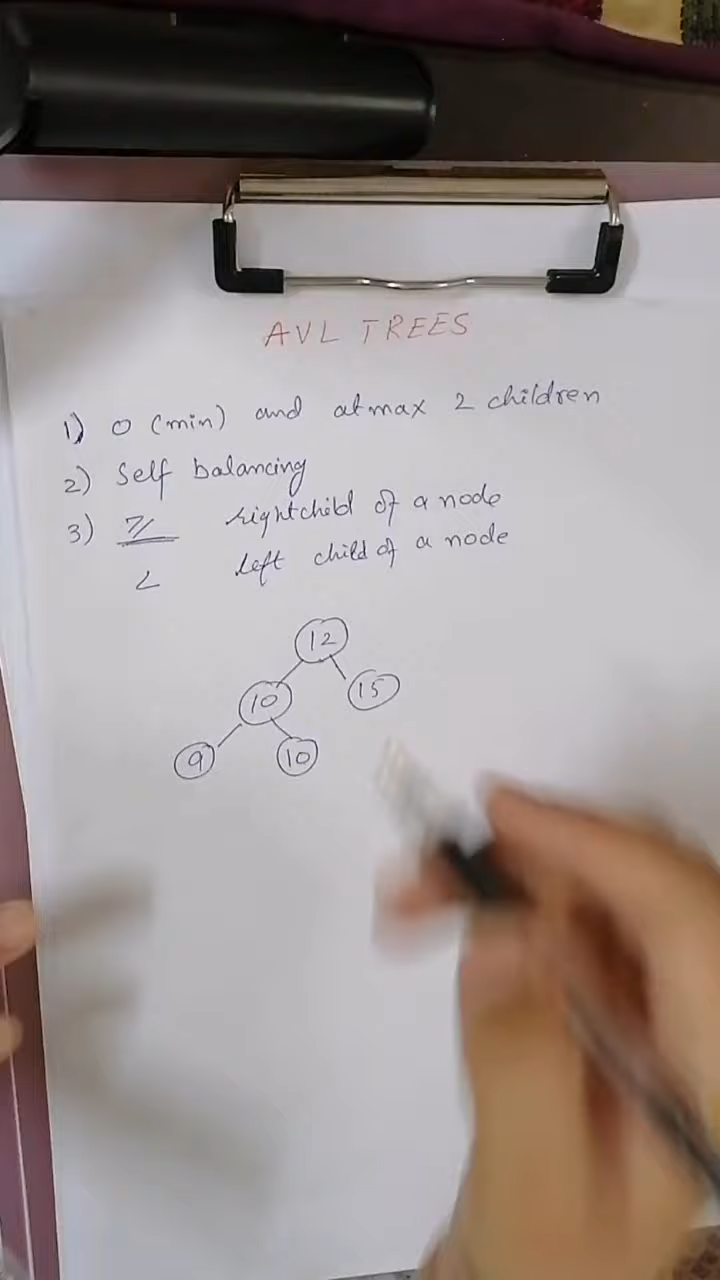 AVL TREES
1) 0 (min) and atmax 2 children
2) Self balancing
3) ≥ rightchild of a node
< left child of a node
12
10 15
9 10